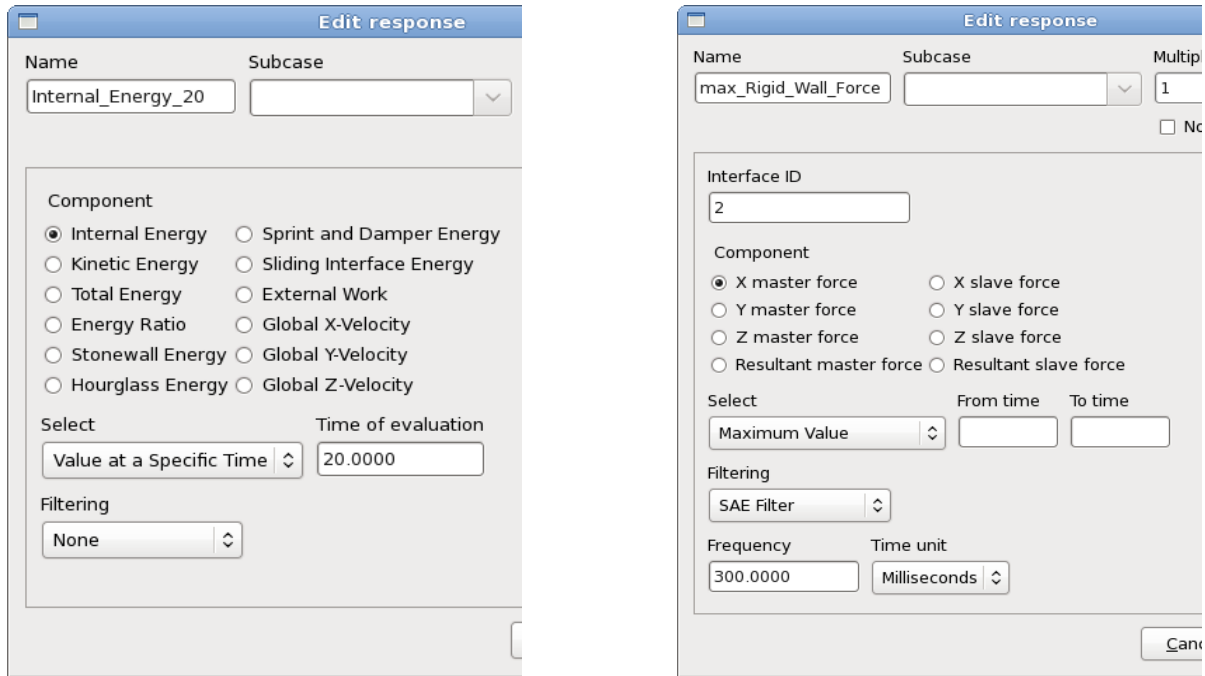 Edit response
Name Subcase
Internal_Energy_20
Component
Internal Energy Sprint and Damper Energy
Kinetic Energy Sliding Interface Energy
Total Energy External Work
Energy Ratio Global X-Velocity
Stonewall Energy Global Y-Velocity
Hourglass Energy Global Z-Velocity
Select Time of evaluation
Value at a Specific Time 20.0000
Filtering
None
Edit response
Name Subcase Multip
max_Rigid_Wall_Force 1
No
Interface ID
2
Component
X master force X slave force
Y master force Y slave force
Z master force Z slave force
Resultant master force Resultant slave force
Select From time To time
Maximum Value
Filtering
SAE Filter
Frequency Time unit
300.0000 Milliseconds
Canc